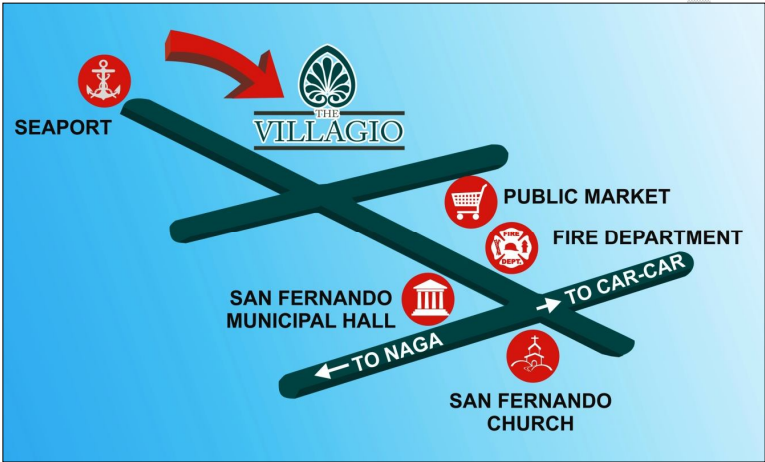 SEAPORT
THE
VILLAGIO
PUBLIC MARKET
FIRE
DEPT.
FIRE DEPARTMENT
SAN FERNANDO
MUNICIPAL HALL
TO CAR-CAR
TO NAGA
SAN FERNANDO
CHURCH